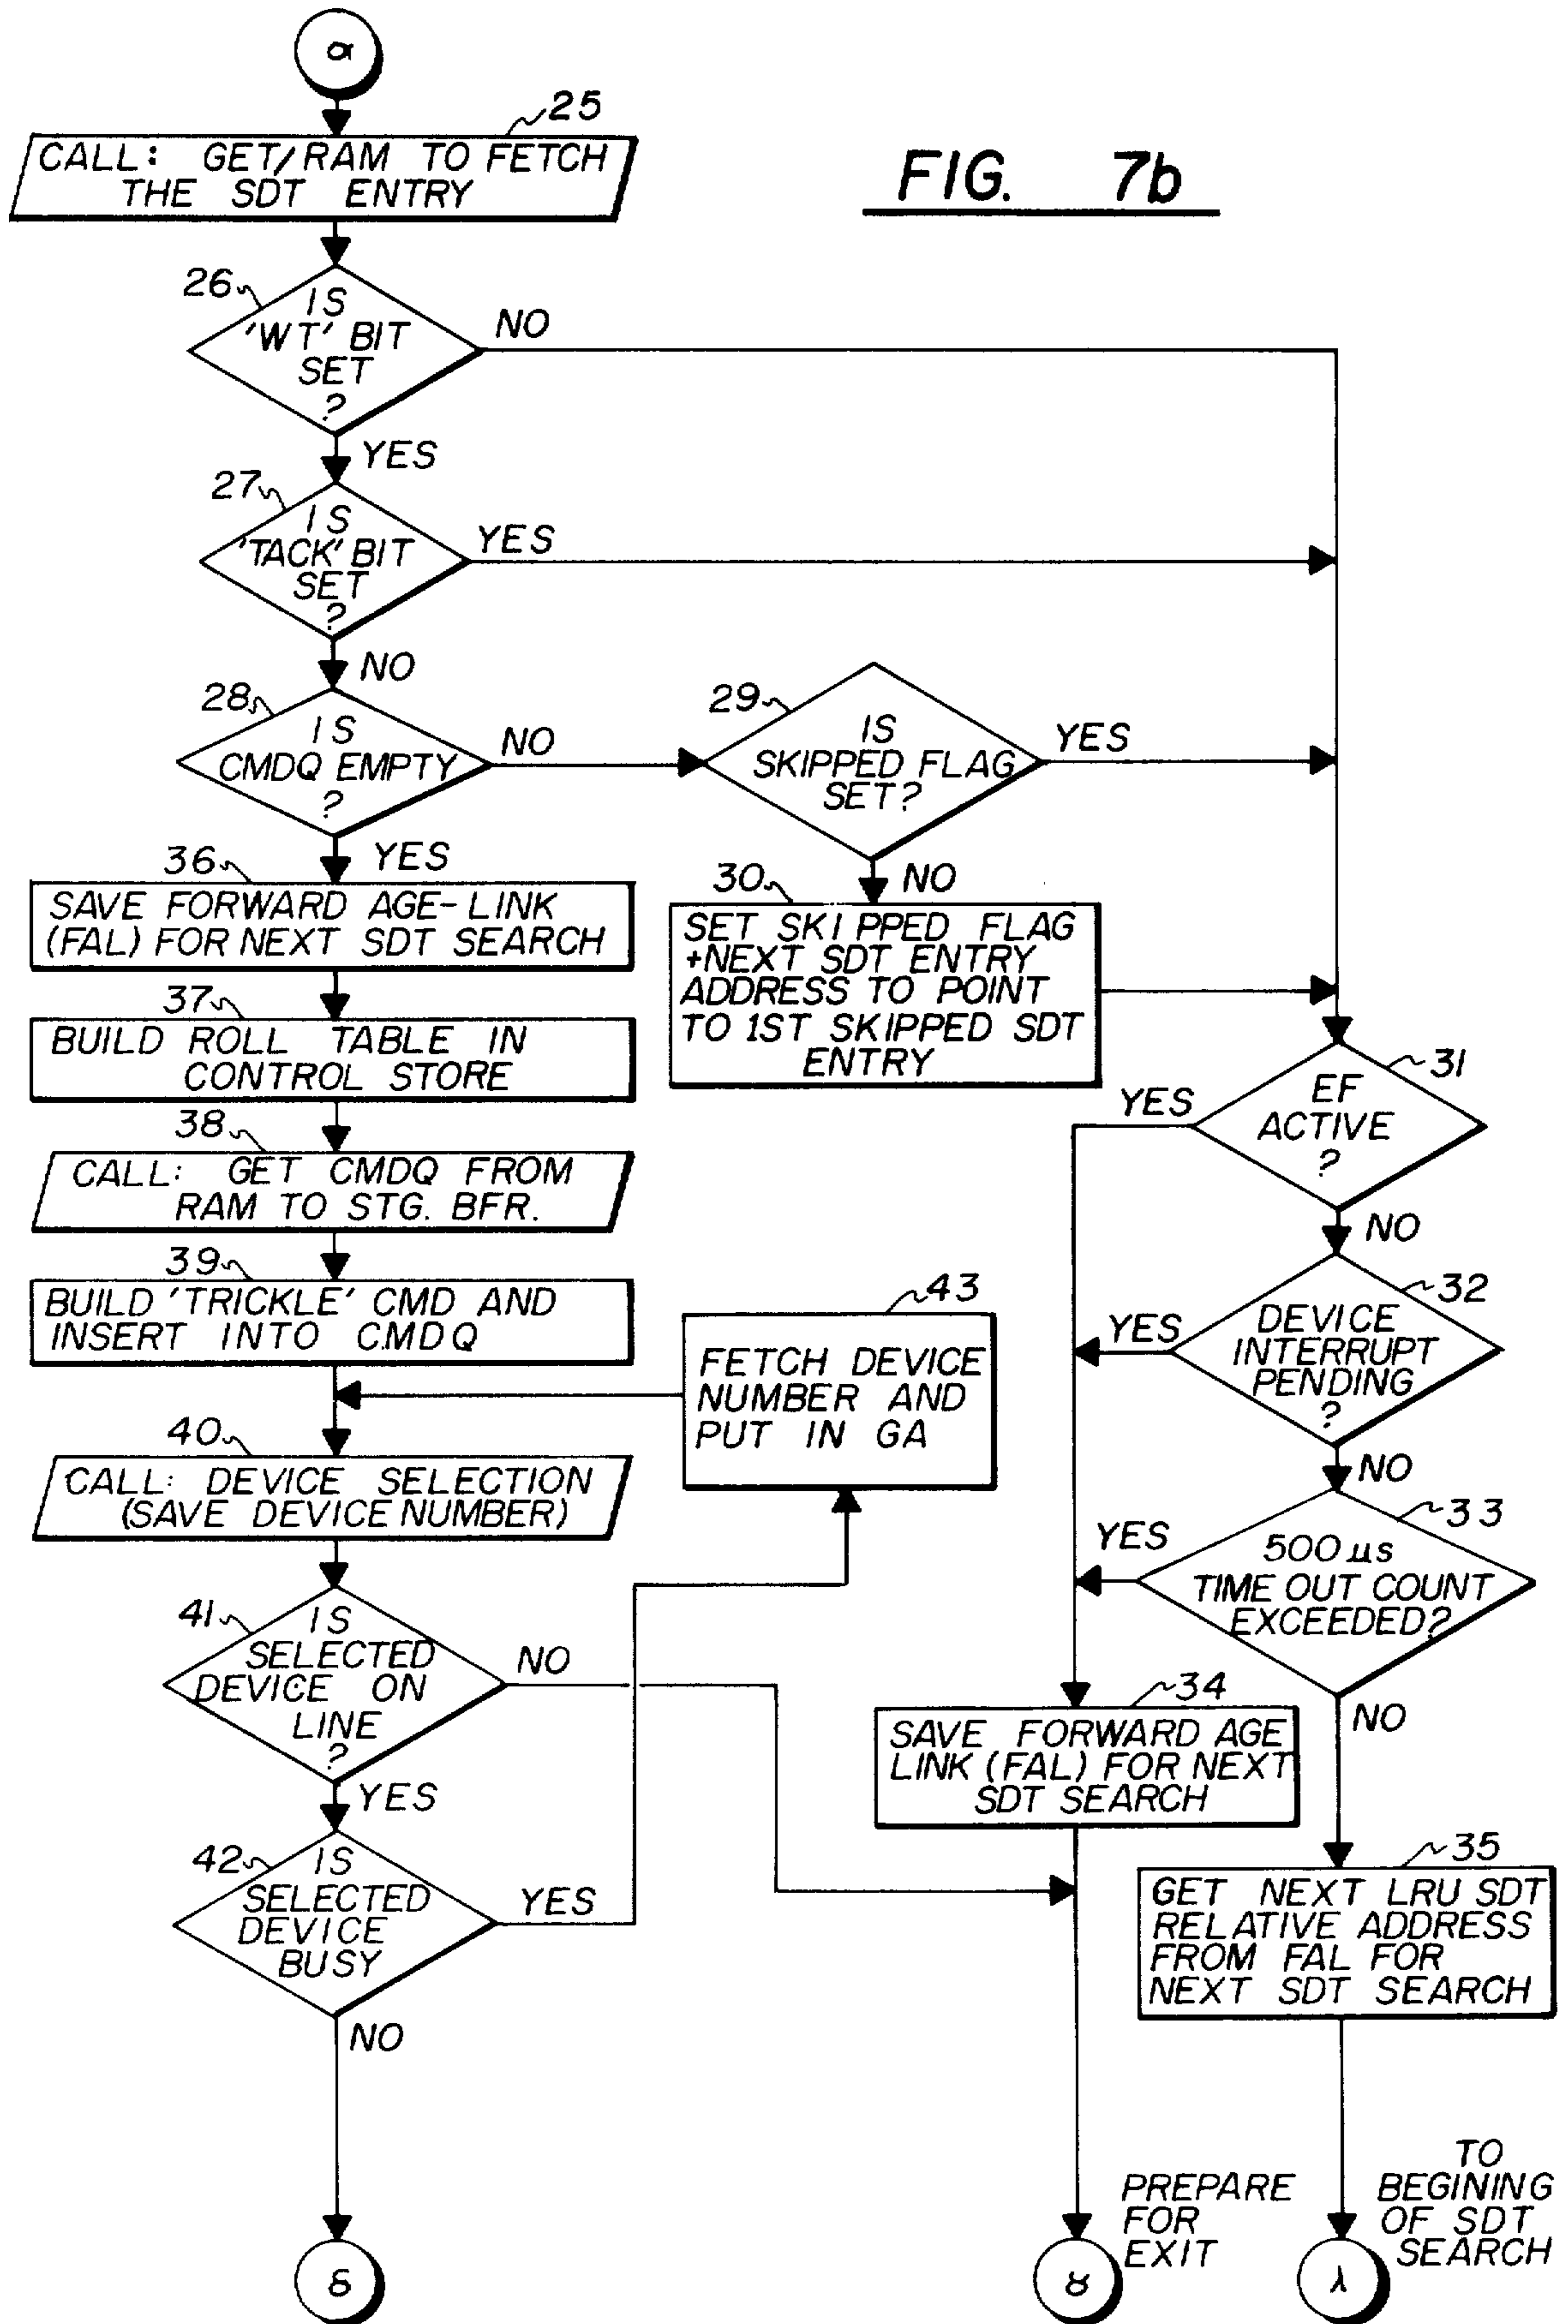 α
25
CALL: GET/RAM TO FETCH
THE SDT ENTRY
FIG. 7b
26
IS
'WT' BIT
SET
?
NO
YES
27
IS
'TACK' BIT
SET
?
YES
NO
28
IS
CMDQ EMPTY
?
NO
YES
29
IS
SKIPPED FLAG
SET?
YES
NO
30
SET SKIPPED FLAG
+NEXT SDT ENTRY
ADDRESS TO POINT
TO 1ST SKIPPED SDT
ENTRY
31
EF
ACTIVE
?
YES
NO
32
DEVICE
INTERRUPT
PENDING
?
YES
NO
33
500 μs
TIME OUT COUNT
EXCEEDED?
YES
NO
34
SAVE FORWARD AGE
LINK (FAL) FOR NEXT
SDT SEARCH
35
GET NEXT LRU SDT
RELATIVE ADDRESS
FROM FAL FOR
NEXT SDT SEARCH
36
SAVE FORWARD AGE-LINK
(FAL) FOR NEXT SDT SEARCH
37
BUILD ROLL TABLE IN
CONTROL STORE
38
CALL: GET CMDQ FROM
RAM TO STG. BFR.
39
BUILD 'TRICKLE' CMD AND
INSERT INTO CMDQ
43
FETCH DEVICE
NUMBER AND
PUT IN GA
40
CALL: DEVICE SELECTION
(SAVE DEVICE NUMBER)
41
IS
SELECTED
DEVICE ON
LINE
?
NO
YES
42
IS
SELECTED
DEVICE
BUSY
YES
NO
δ
PREPARE
FOR
EXIT
γ
TO
BEGINING
OF SDT
SEARCH
λ